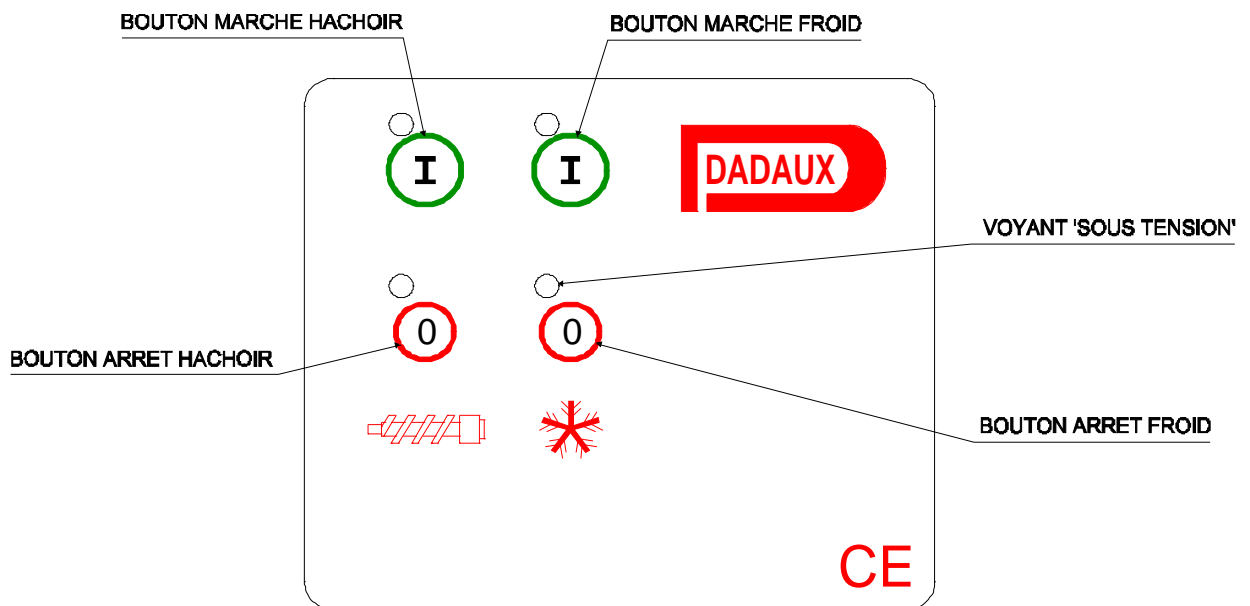 BOUTON MARCHE HACHOIR
BOUTON MARCHE FROID
I
I
DADAUX
VOYANT 'SOUS TENSION'
0
0
BOUTON ARRET HACHOIR
BOUTON ARRET FROID
CE